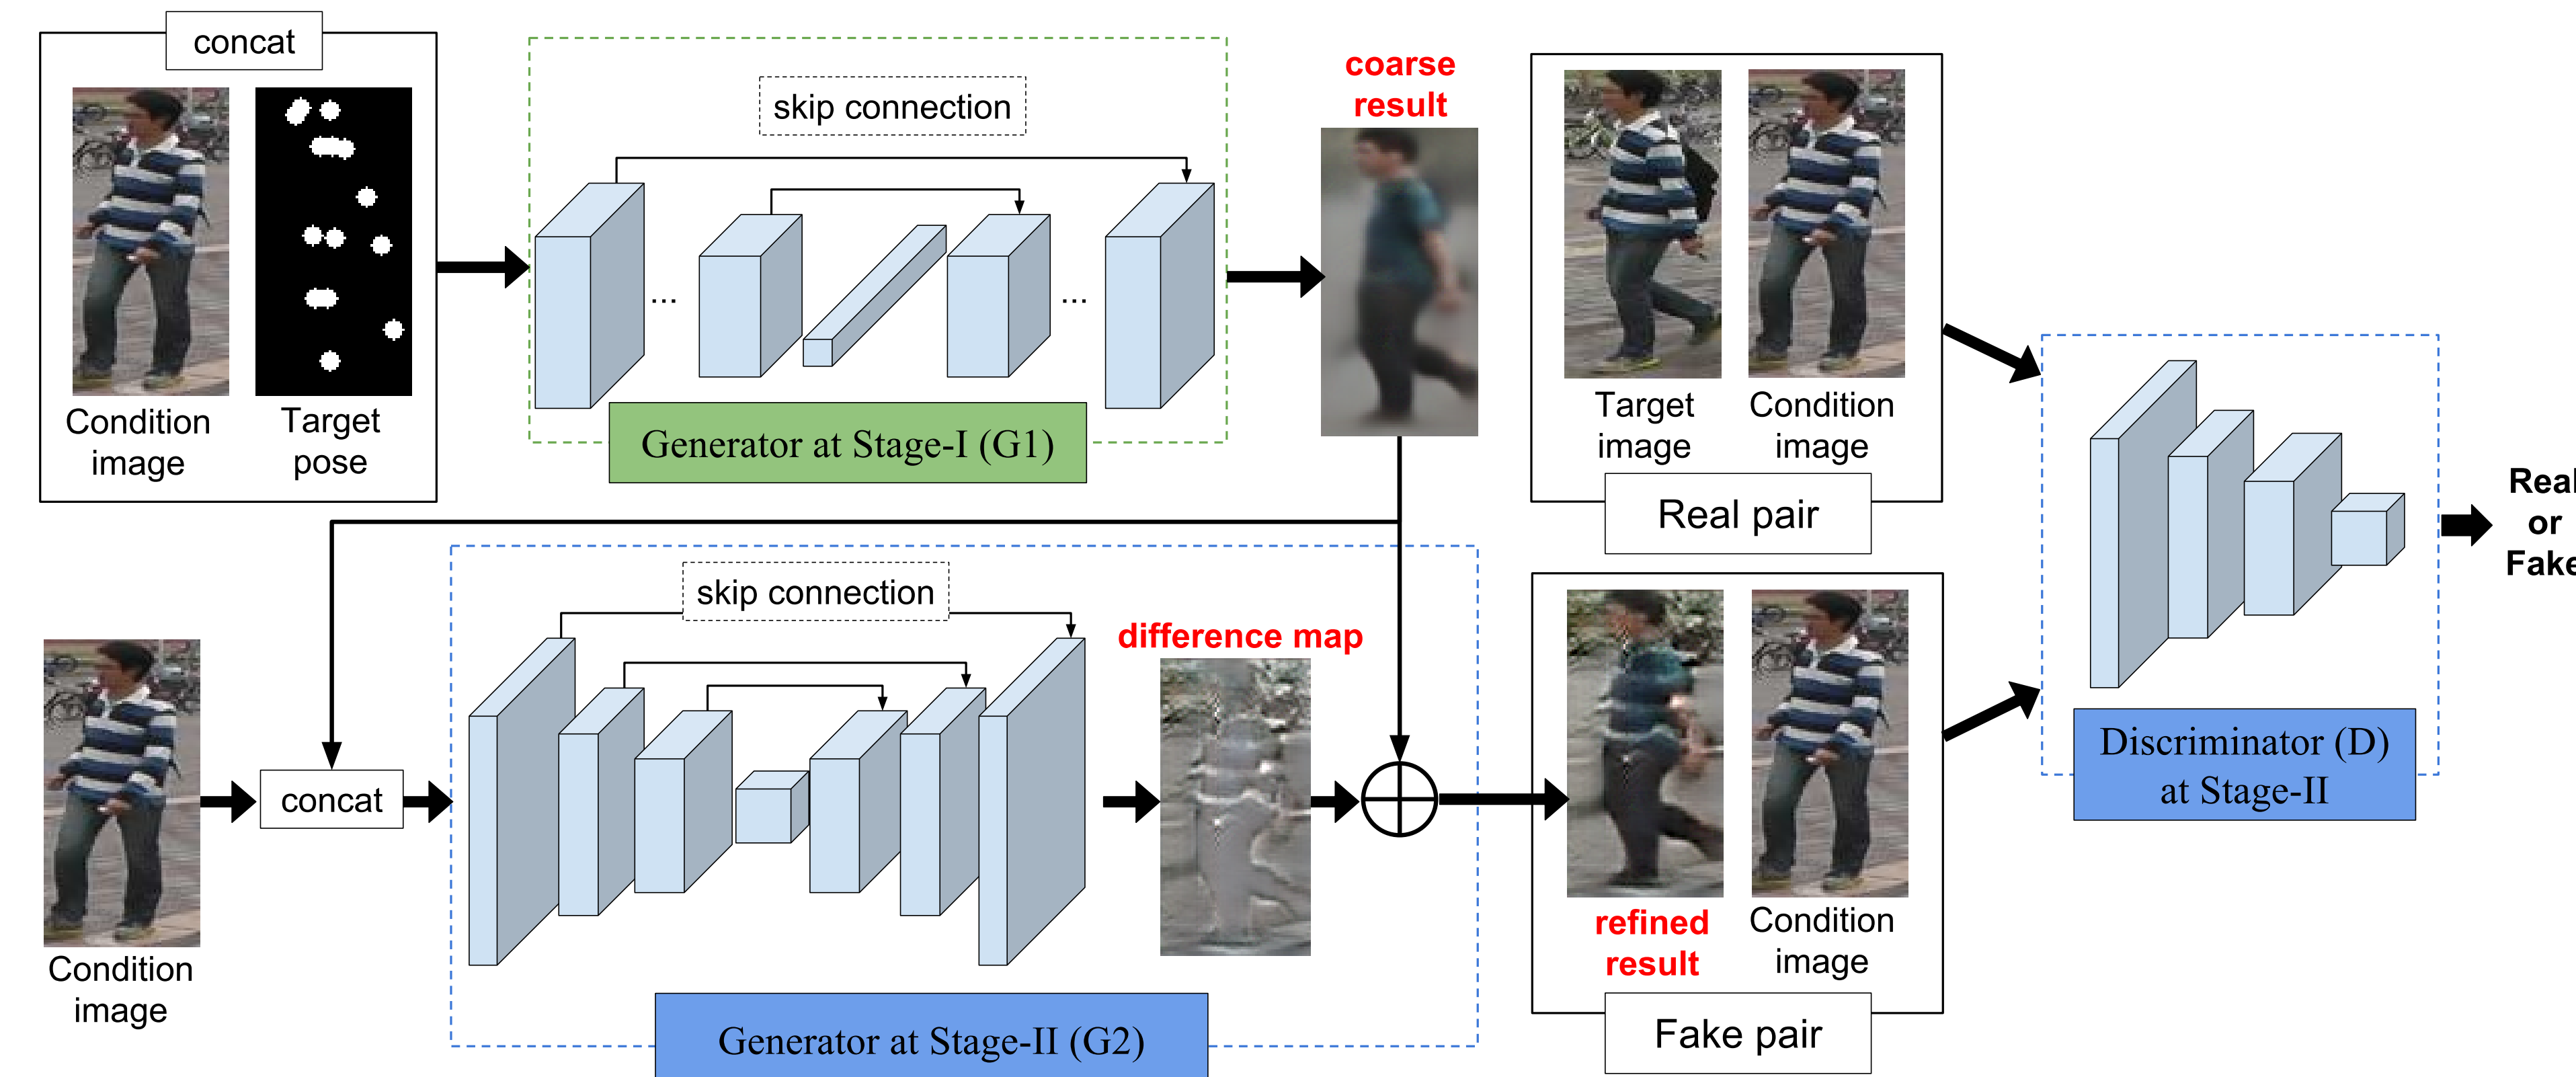 concat
Condition
image
Target
pose
skip connection
Generator at Stage-I (G1)
coarse
result
Target
image
Condition
image
Real pair
Condition
image
concat
skip connection
difference map
Generator at Stage-II (G2)
refined
result
Condition
image
Fake pair
Discriminator (D)
at Stage-II
Real
or
Fake